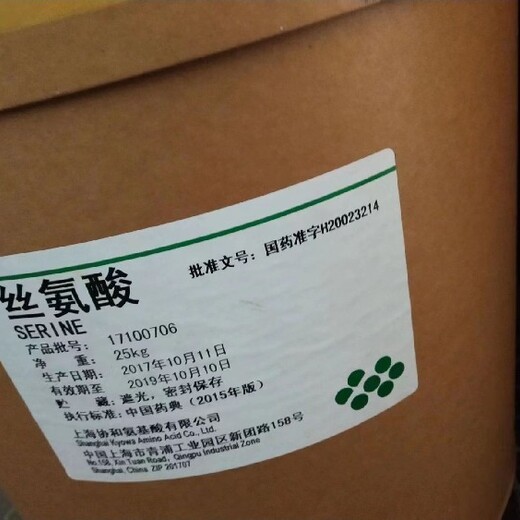 批准文号：国药准字H20023214
丝氨酸
SERINE
产品批号：17100706
净 重：25kg
生产日期：2017年10月11日
有效期至 2019年10月10日
贮 藏：遮光，密封保存
执行标准：中国药典（2015年版）
上海协和氨基酸有限公司
Shanghai Kyowa Amino Acid Co., Ltd.
中国上海市青浦工业园区新团路158号
No.158, Xin Tuan Road, Qingpu Industrial Zone
Shanghai, China. ZIP 201707